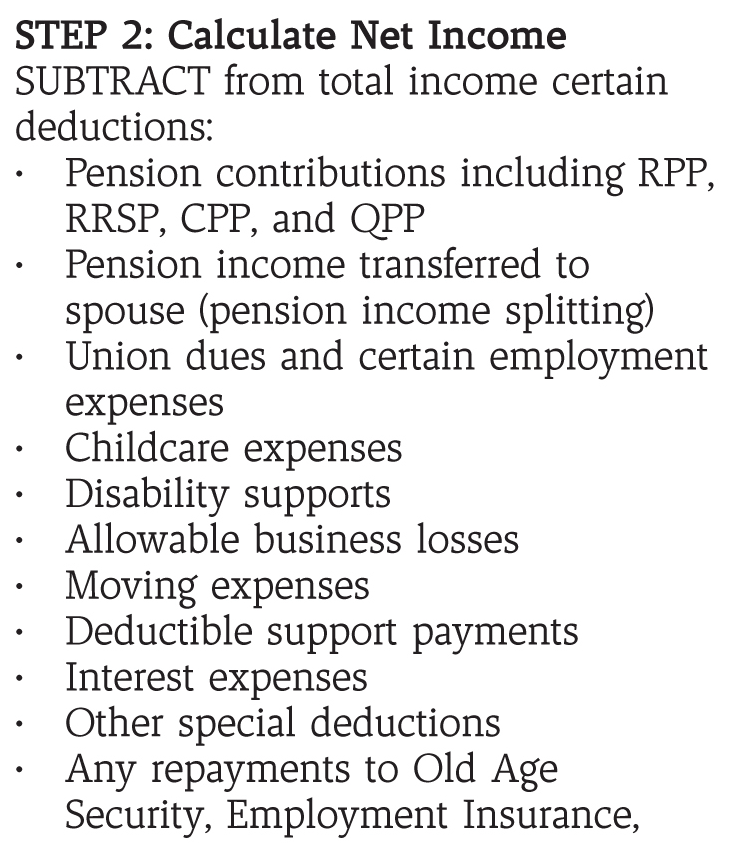 STEP 2: Calculate Net Income
SUBTRACT from total income certain
deductions:
· Pension contributions including RPP,
RRSP, CPP, and QPP
· Pension income transferred to
spouse (pension income splitting)
· Union dues and certain employment
expenses
· Childcare expenses
· Disability supports
· Allowable business losses
· Moving expenses
· Deductible support payments
· Interest expenses
· Other special deductions
· Any repayments to Old Age
Security, Employment Insurance,